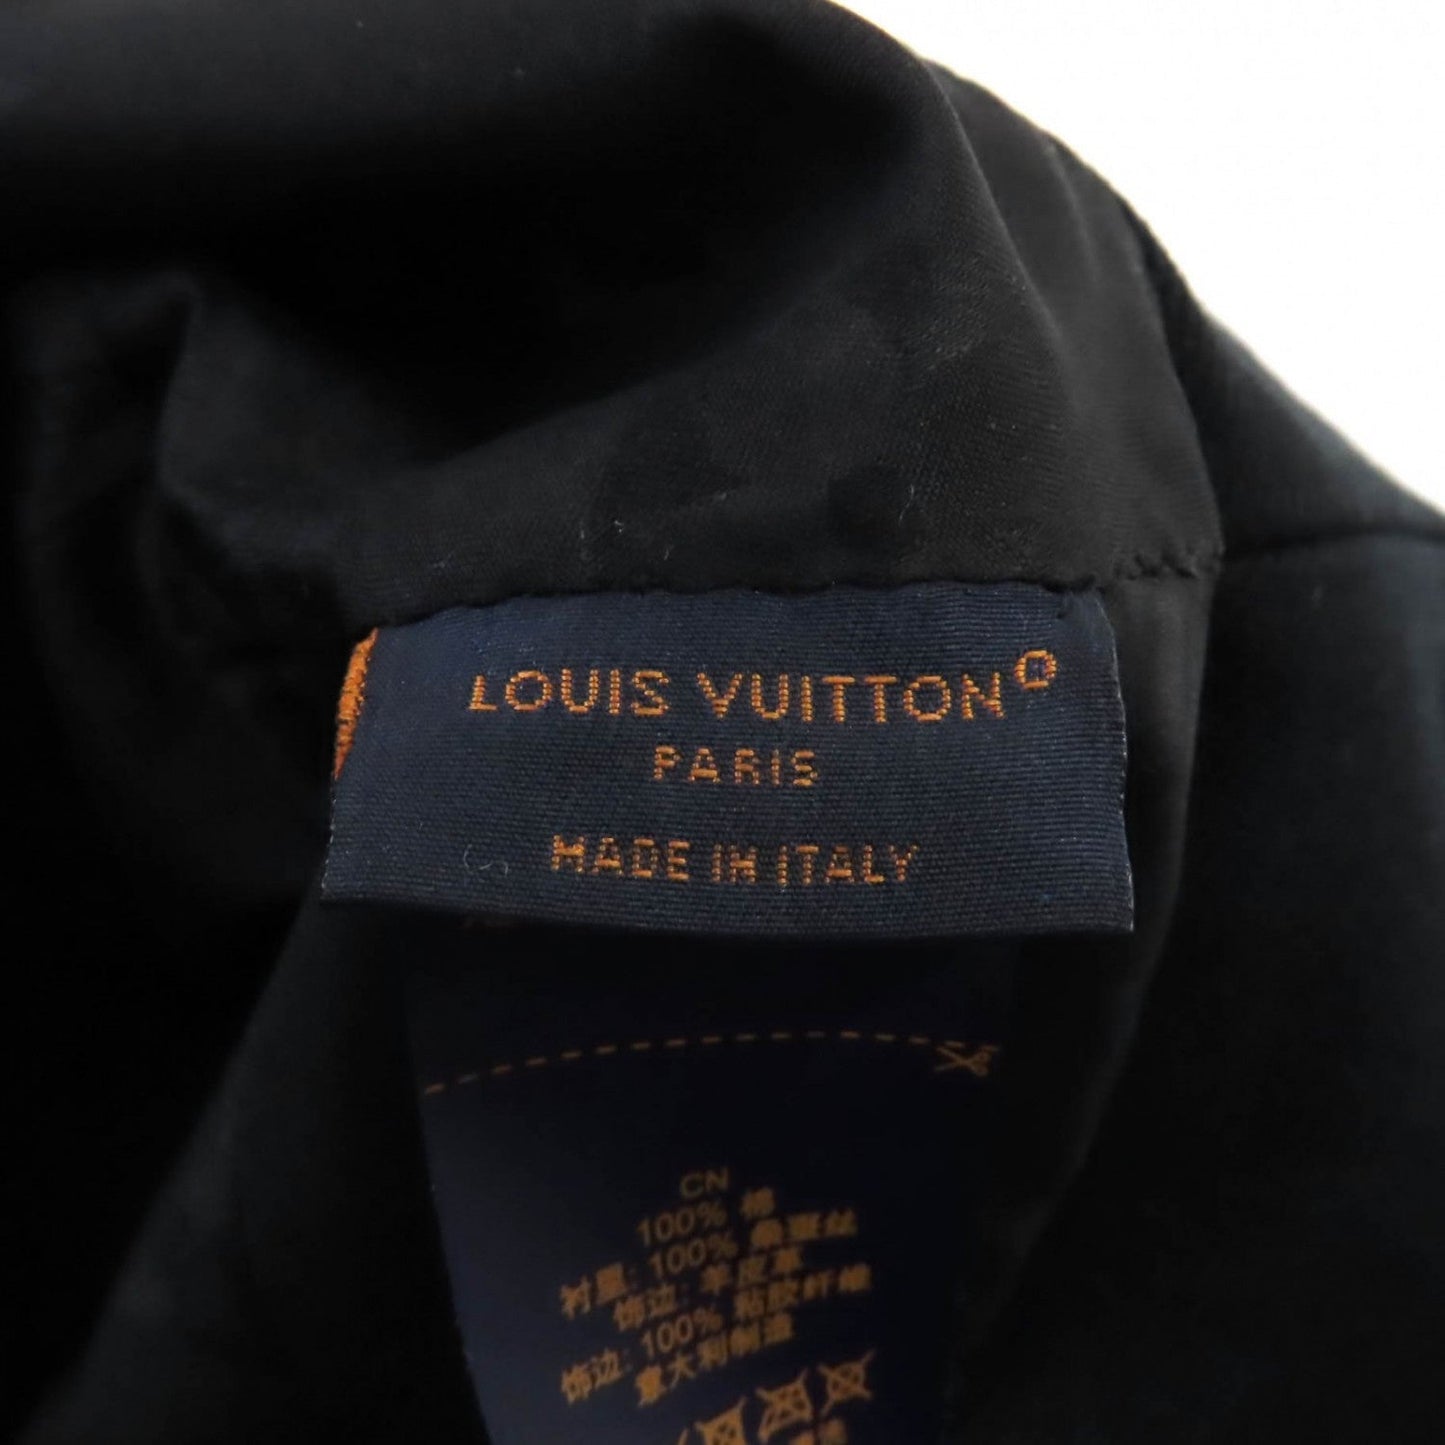 LOUIS VUITTON®
PARIS
MADE IN ITALY
CN
100% 棉
衬里: 100% 桑蚕丝
饰边: 羊皮革
饰边: 100% 粘胶纤维
意大利制造